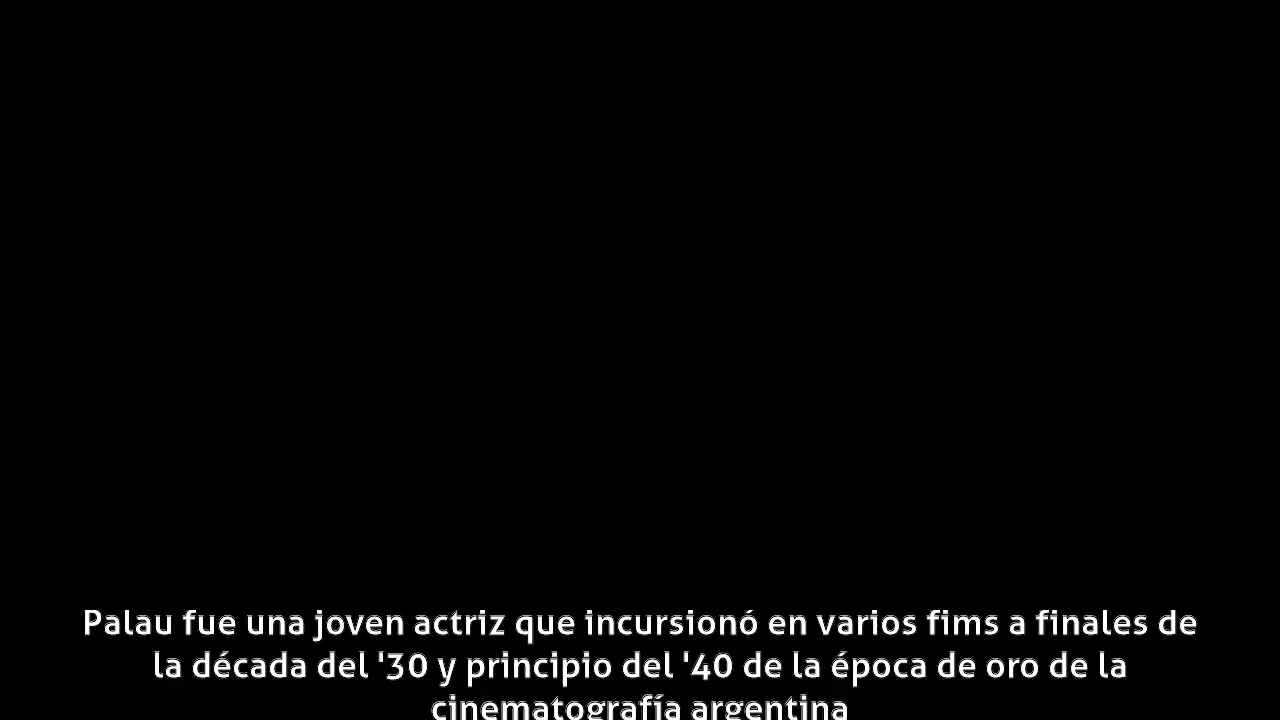 Palau fue una joven actriz que incursionó en varios fims a finales de
la década del '30 y principio del '40 de la época de oro de la
cinematografía argentina